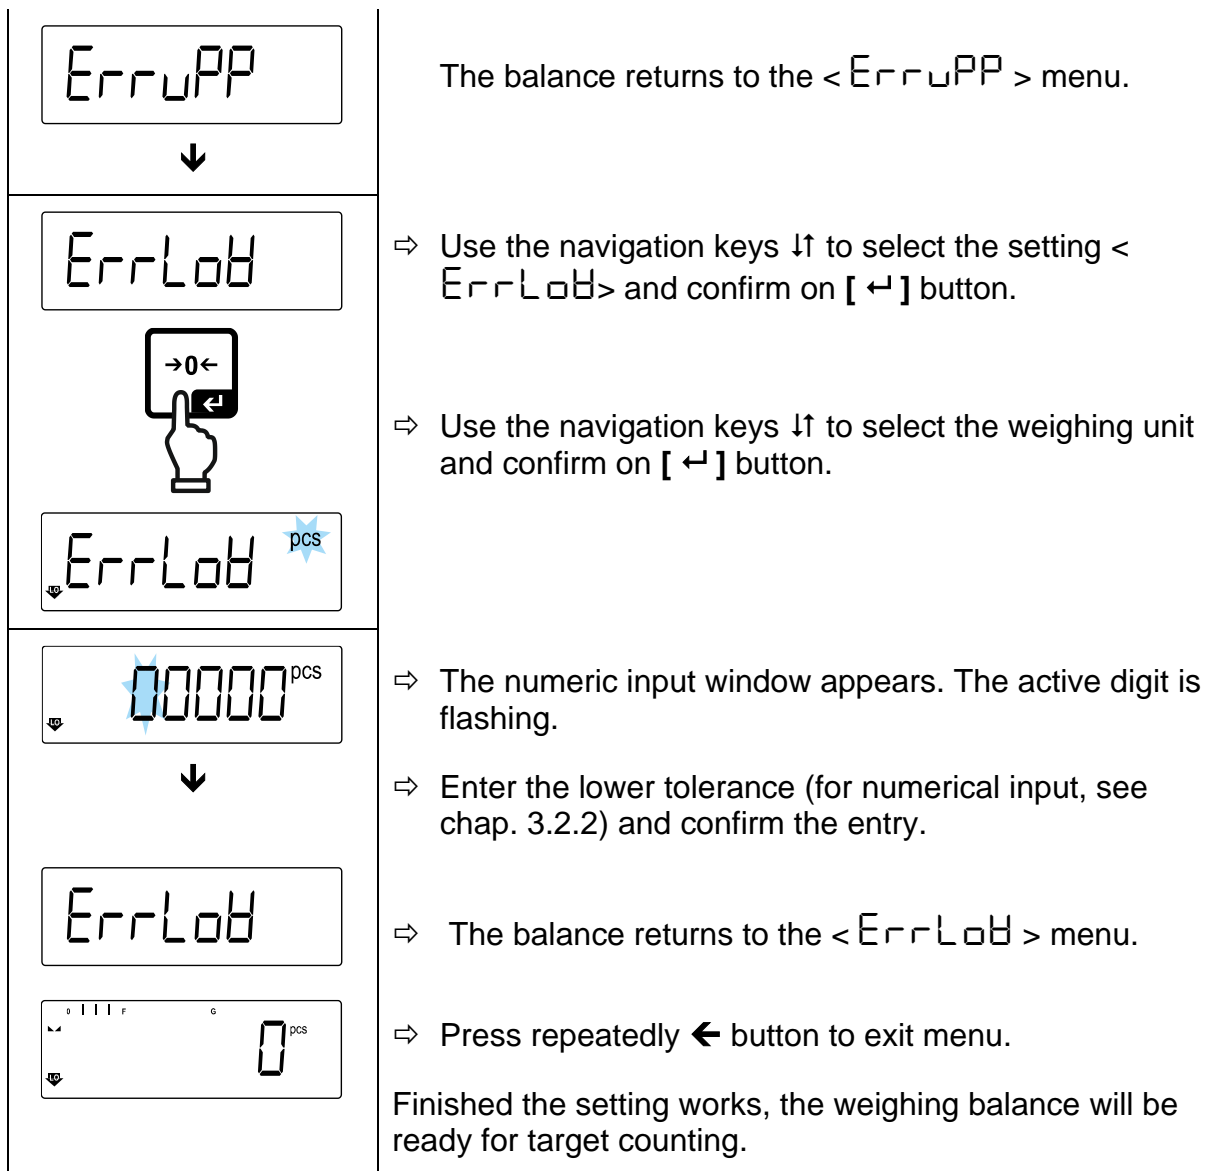 ErruPP
The balance returns to the < ErruPP > menu.
ErrLoW
⇨ Use the navigation keys ↓↑ to select the setting <
ErrLoW> and confirm on [ ↵ ] button.
→0←
↵
⇨ Use the navigation keys ↓↑ to select the weighing unit
and confirm on [ ↵ ] button.
LO ErrLoW pcs
LO 00000 pcs
⇨ The numeric input window appears. The active digit is
flashing.
⇨ Enter the lower tolerance (for numerical input, see
chap. 3.2.2) and confirm the entry.
ErrLoW
⇨ The balance returns to the < ErrLoW > menu.
0 F G
LO 0 pcs
⇨ Press repeatedly 🡸 button to exit menu.
Finished the setting works, the weighing balance will be
ready for target counting.